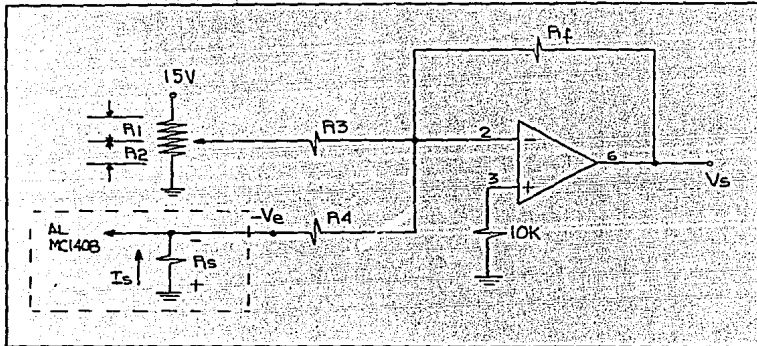 Rf
15V
R1
R2
R3
2
-
3
+
6
Vs
10K
AL
MC1408
Is
-
Rs
+
-Ve
R4